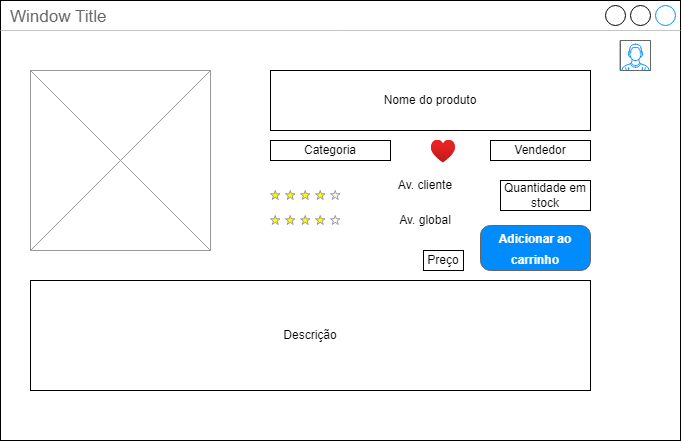 Window Title
Nome do produto
Categoria
Vendedor
Av. cliente
Quantidade em
stock
Av. global
Adicionar ao
carrinho
Preço
Descrição